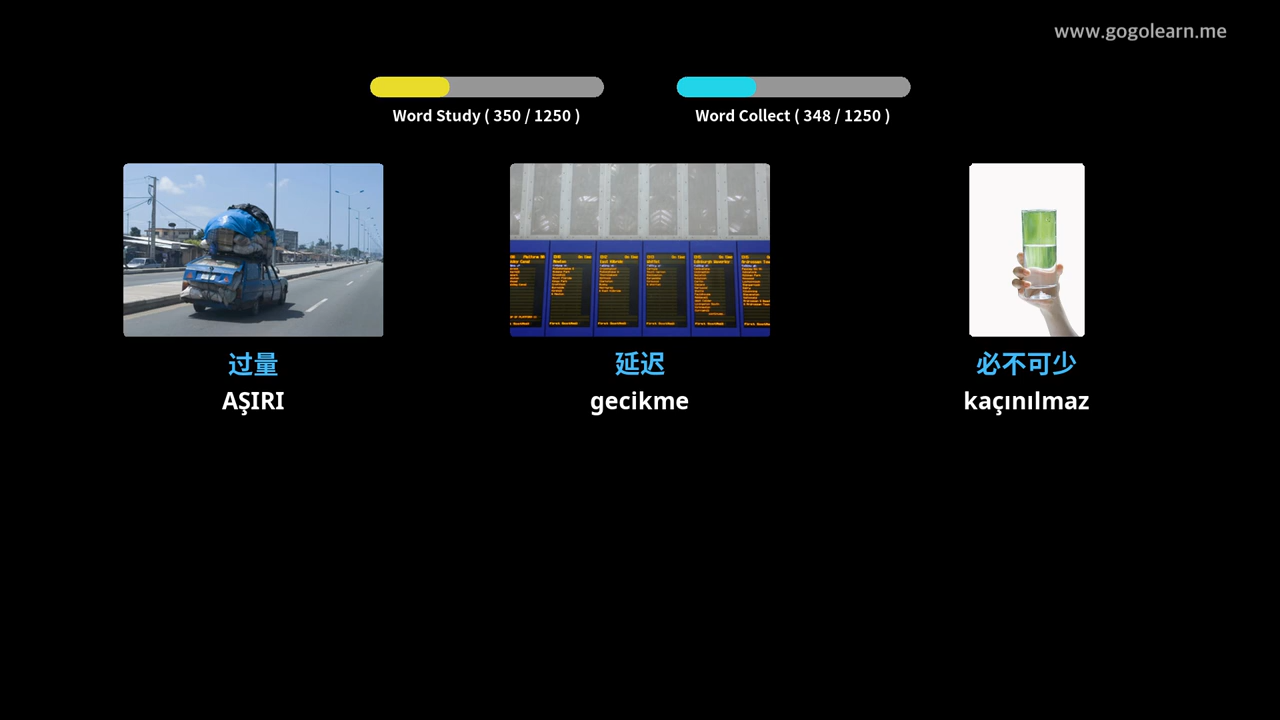 www.gogolearn.me
Word Study ( 350 / 1250 )
Word Collect ( 348 / 1250 )
过量
AŞIRI
延迟
gecikme
必不可少
kaçınılmaz